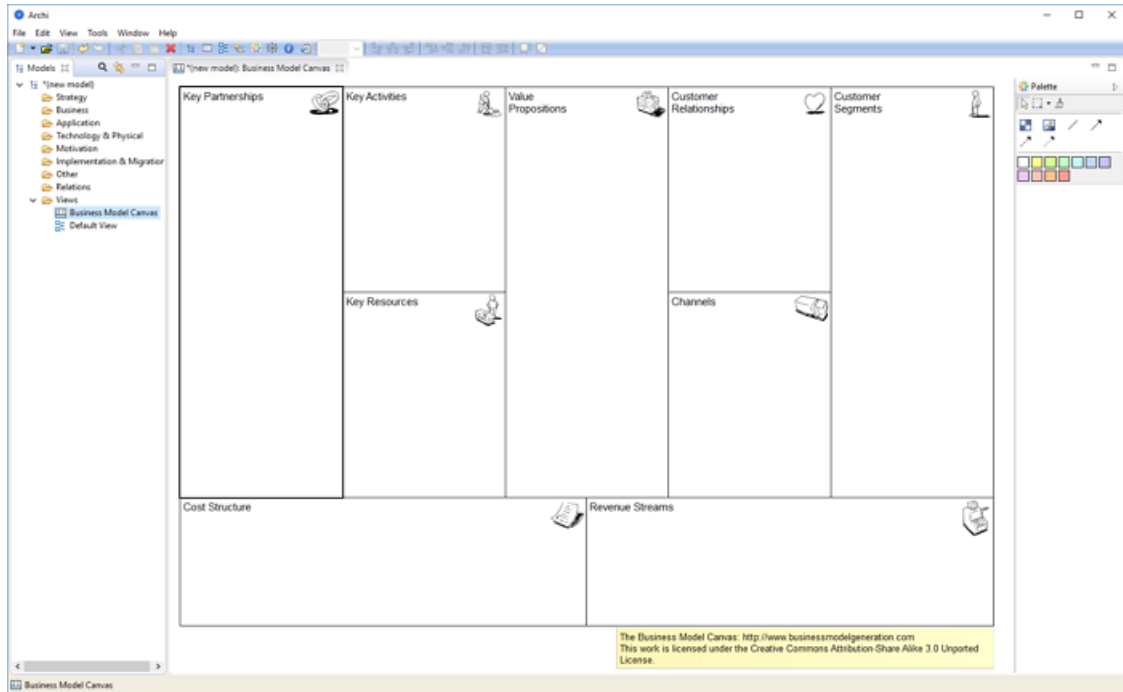 Archi
File Edit View Tools Window Help
Models
*(new model): Business Model Canvas
*(new model)
Strategy
Business
Application
Technology & Physical
Motivation
Implementation & Migration
Other
Relations
Views
Business Model Canvas
Default View
Key Partnerships
Key Activities
Value
Propositions
Customer
Relationships
Customer
Segments
Key Resources
Channels
Cost Structure
Revenue Streams
The Business Model Canvas: http://www.businessmodelgeneration.com
This work is licensed under the Creative Commons Attribution-Share Alike 3.0 Unported
License.
Palette
Business Model Canvas